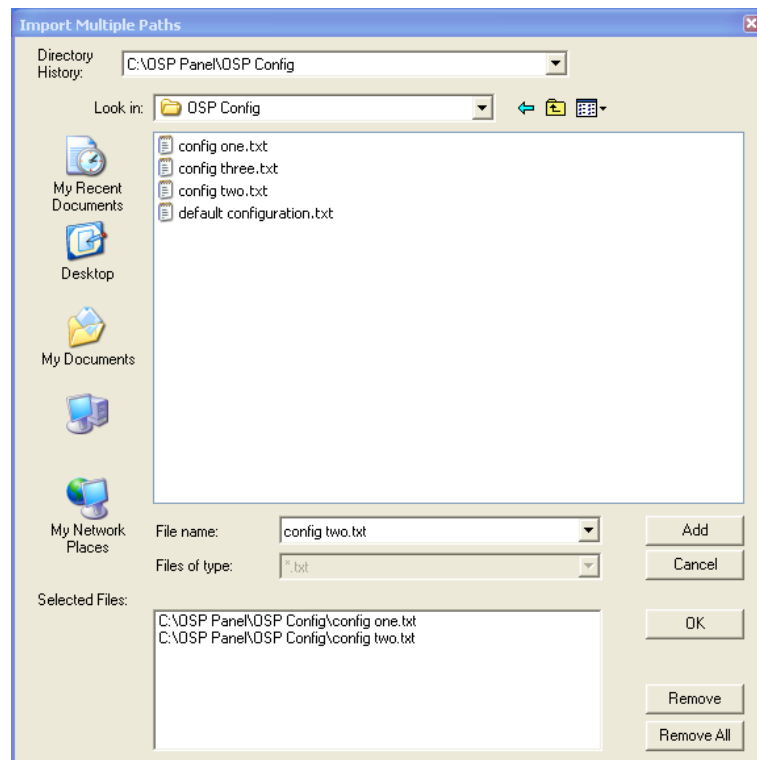 Import Multiple Paths
Directory
History:
C:\OSP Panel\OSP Config
Look in:
OSP Config
config one.txt
config three.txt
config two.txt
default configuration.txt
My Recent
Documents
Desktop
My Documents
My Network
Places
File name:
config two.txt
Add
Files of type:
*.txt
Cancel
Selected Files:
C:\OSP Panel\OSP Config\config one.txt
C:\OSP Panel\OSP Config\config two.txt
OK
Remove
Remove All